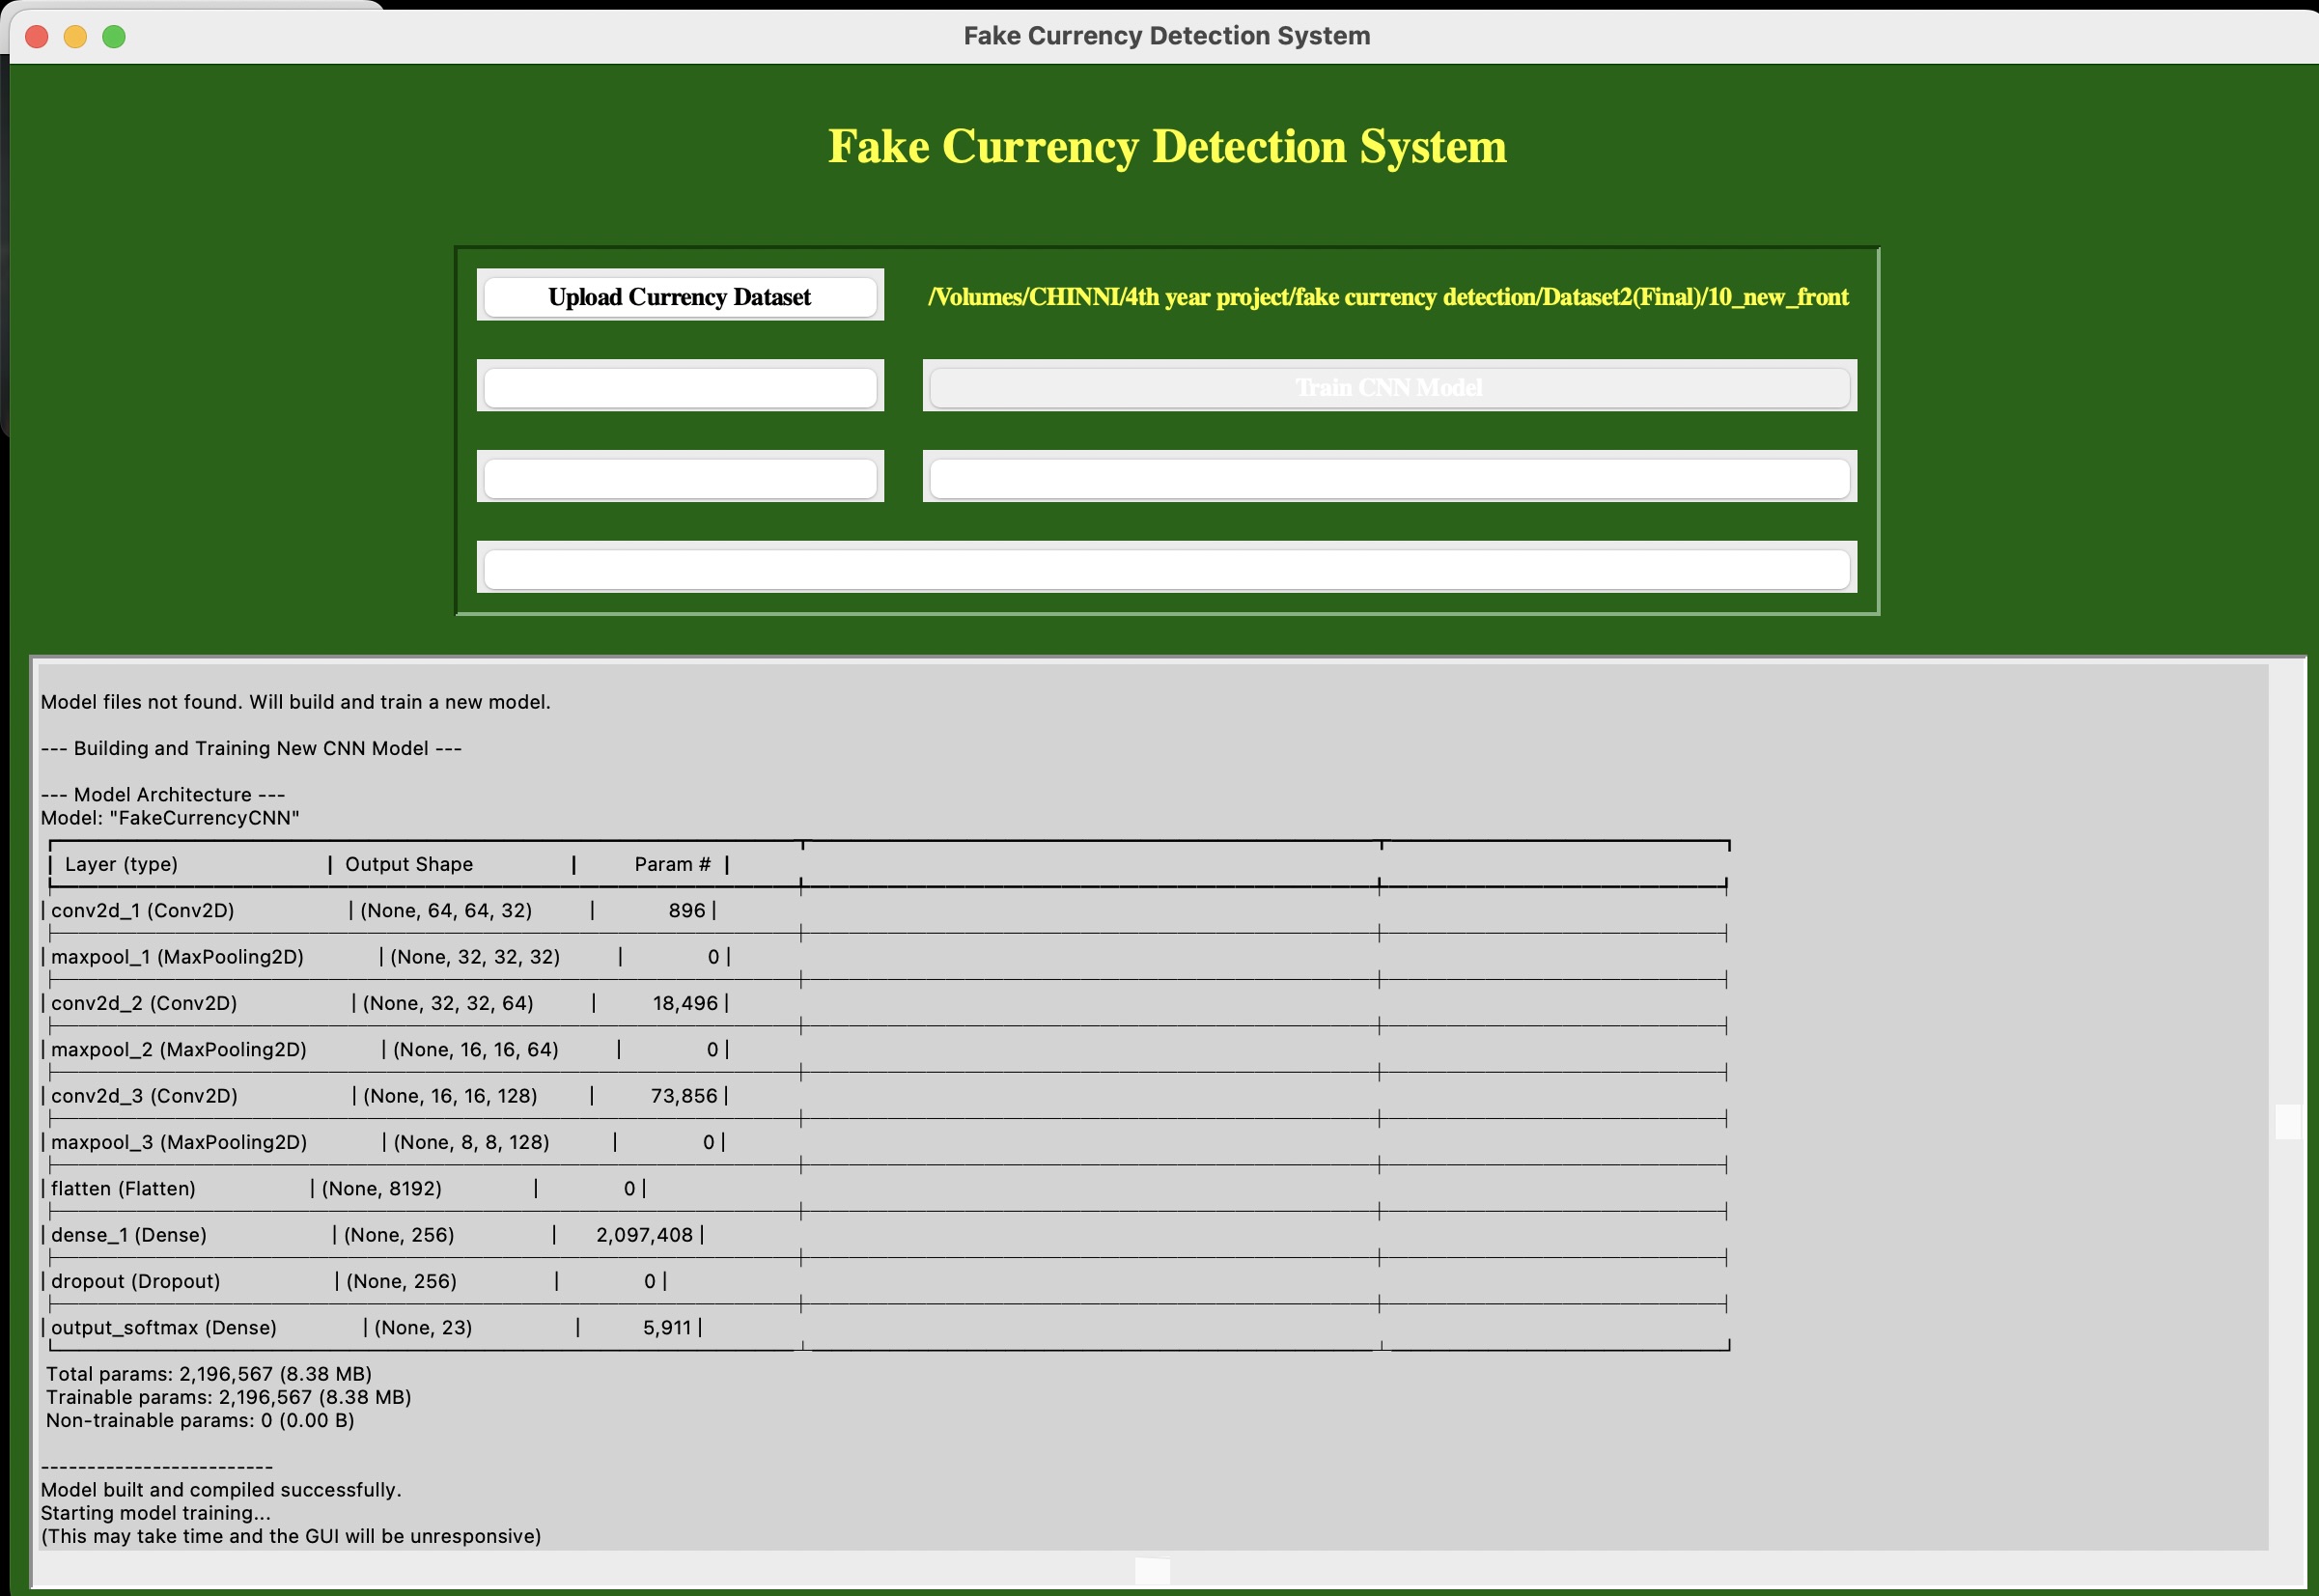 Fake Currency Detection System
Fake Currency Detection System
Upload Currency Dataset
/Volumes/CHINNI/4th year project/fake currency detection/Dataset2(Final)/10_new_front
Train CNN Model
Model files not found. Will build and train a new model.
--- Building and Training New CNN Model ---
--- Model Architecture ---
Model: "FakeCurrencyCNN"
| Layer (type) | Output Shape | Param # |
| conv2d_1 (Conv2D) | (None, 64, 64, 32) | 896 |
| maxpool_1 (MaxPooling2D) | (None, 32, 32, 32) | 0 |
| conv2d_2 (Conv2D) | (None, 32, 32, 64) | 18,496 |
| maxpool_2 (MaxPooling2D) | (None, 16, 16, 64) | 0 |
| conv2d_3 (Conv2D) | (None, 16, 16, 128) | 73,856 |
| maxpool_3 (MaxPooling2D) | (None, 8, 8, 128) | 0 |
| flatten (Flatten) | (None, 8192) | 0 |
| dense_1 (Dense) | (None, 256) | 2,097,408 |
| dropout (Dropout) | (None, 256) | 0 |
| output_softmax (Dense) | (None, 23) | 5,911 |
Total params: 2,196,567 (8.38 MB)
Trainable params: 2,196,567 (8.38 MB)
Non-trainable params: 0 (0.00 B)
-------------------------
Model built and compiled successfully.
Starting model training...
(This may take time and the GUI will be unresponsive)